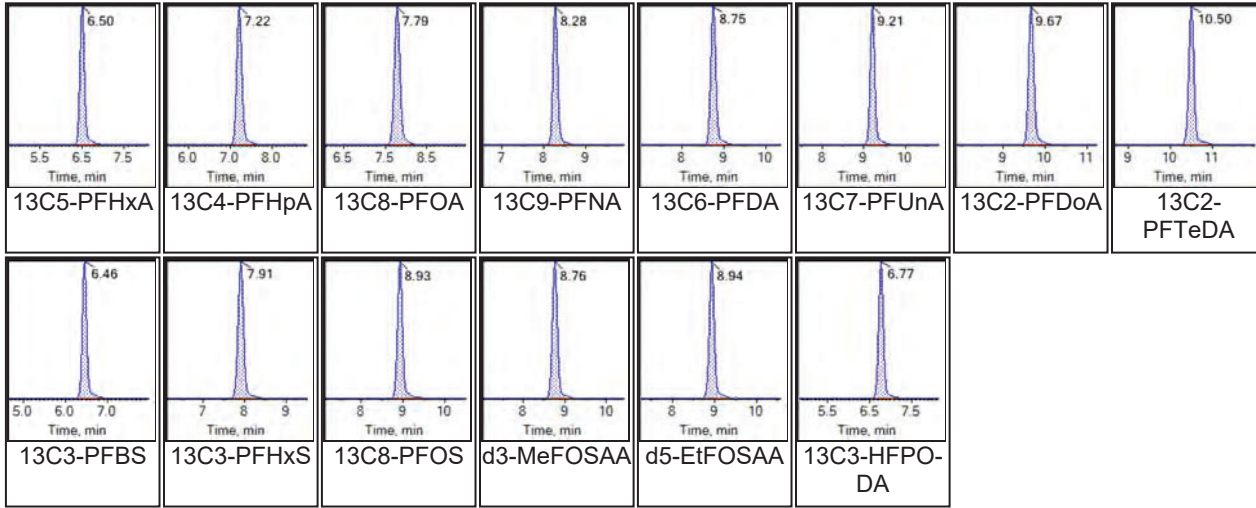 6.50
5.5 6.5 7.5
Time, min
13C5-PFHxA
7.22
6.0 7.0 8.0
Time, min
13C4-PFHpA
7.79
6.5 7.5 8.5
Time, min
13C8-PFOA
8.28
7 8 9
Time, min
13C9-PFNA
8.75
8 9 10
Time, min
13C6-PFDA
9.21
8 9 10
Time, min
13C7-PFUnA
9.67
9 10 11
Time, min
13C2-PFDoA
10.50
9 10 11
Time, min
13C2-
PFTeDA
6.46
5.0 6.0 7.0
Time, min
13C3-PFBS
7.91
7 8 9
Time, min
13C3-PFHxS
8.93
8 9 10
Time, min
13C8-PFOS
8.76
8 9 10
Time, min
d3-MeFOSAA
8.94
8 9 10
Time, min
d5-EtFOSAA
6.77
5.5 6.5 7.5
Time, min
13C3-HFPO-
DA